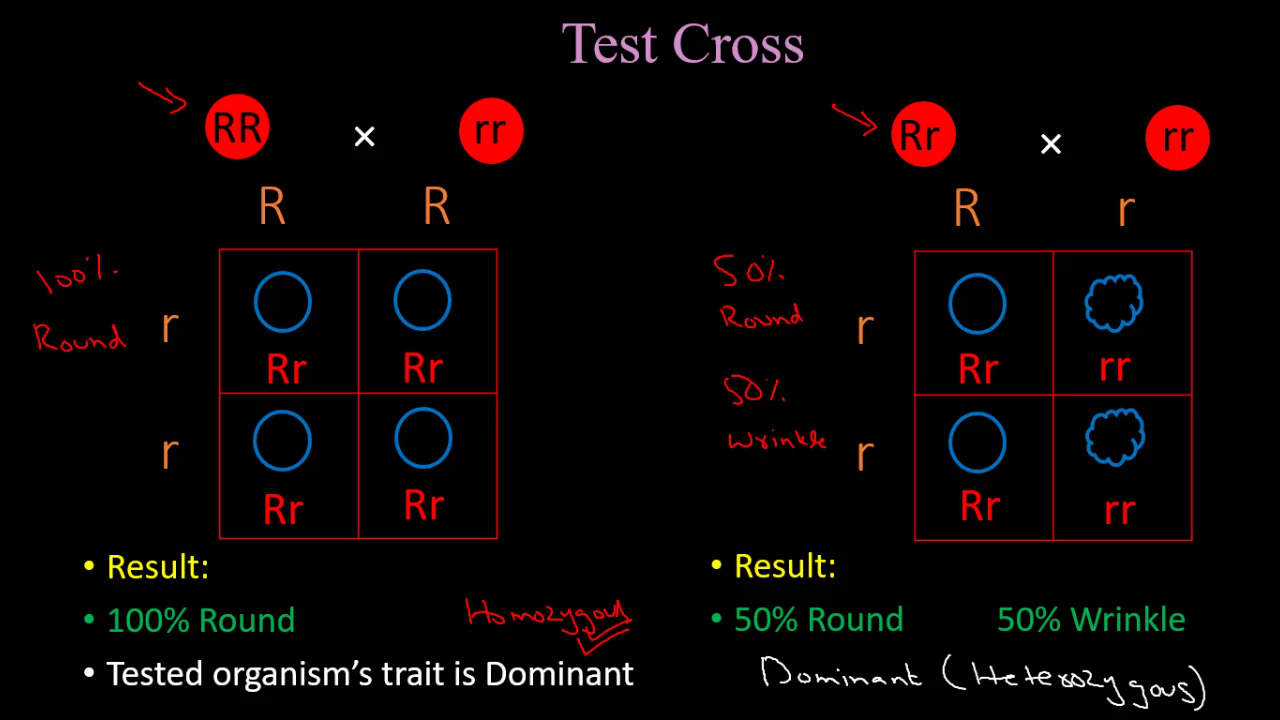 Test Cross
RR × rr
R R
100% Round
r Rr Rr
r Rr Rr
• Result:
• 100% Round
Homozygous
• Tested organism's trait is Dominant
Rr × rr
R r
50% Round
50% Wrinkle
r Rr rr
r Rr rr
• Result:
• 50% Round 50% Wrinkle
Dominant (Heterozygous)